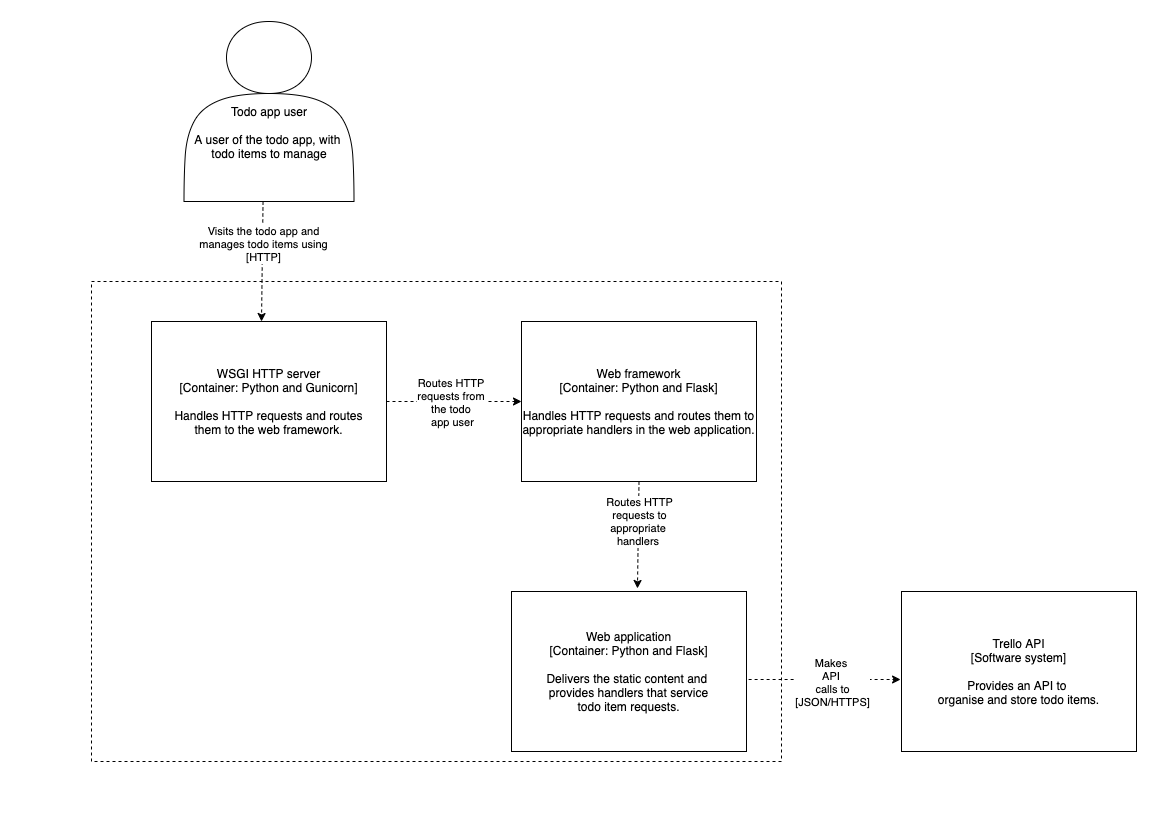 Todo app user
A user of the todo app, with
todo items to manage
Visits the todo app and
manages todo items using
[HTTP]
WSGI HTTP server
[Container: Python and Gunicorn]
Handles HTTP requests and routes
them to the web framework.
Routes HTTP
requests from
the todo
app user
Web framework
[Container: Python and Flask]
Handles HTTP requests and routes them to
appropriate handlers in the web application.
Routes HTTP
requests to
appropriate
handlers
Web application
[Container: Python and Flask]
Delivers the static content and
provides handlers that service
todo item requests.
Makes
API
calls to
[JSON/HTTPS]
Trello API
[Software system]
Provides an API to
organise and store todo items.